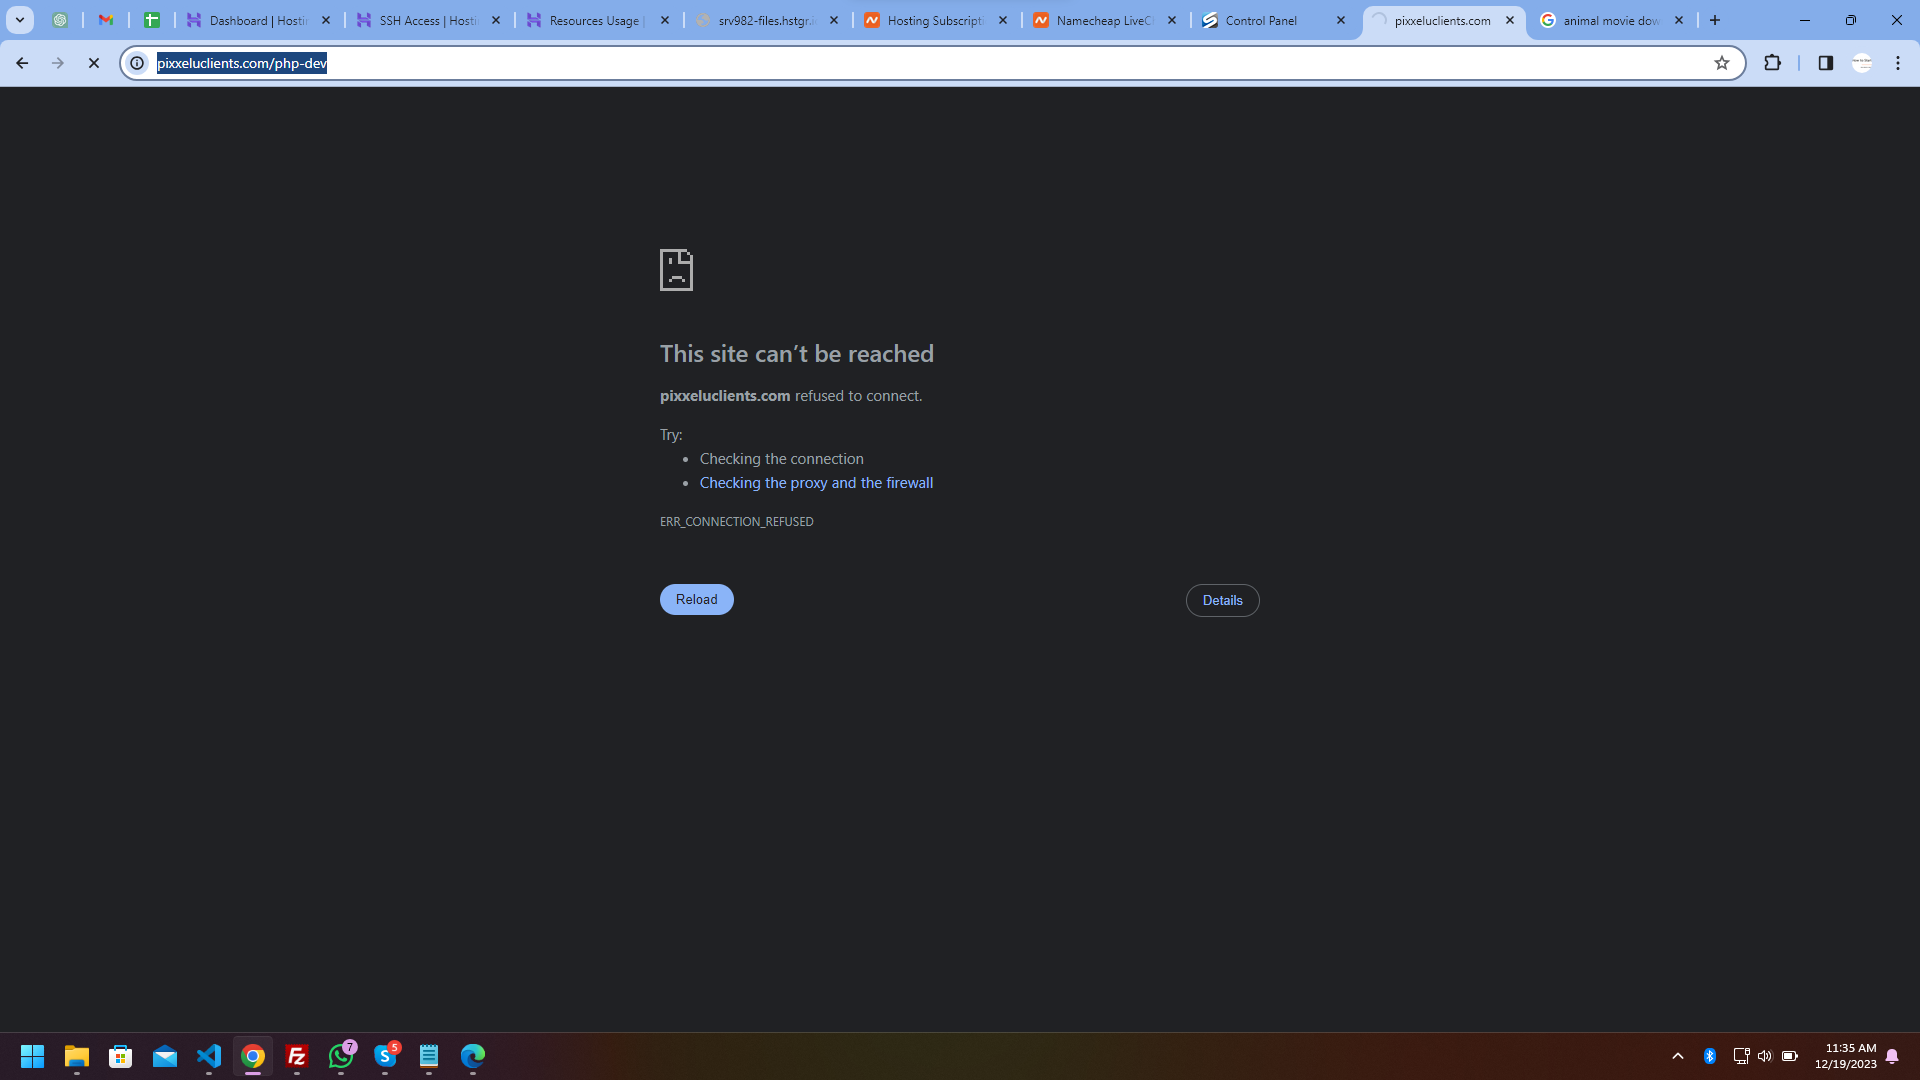 Dashboard | Hostin
SSH Access | Hostin
Resources Usage |
srv982-files.hstgr.io
Hosting Subscripti
Namecheap LiveCh
Control Panel
pixxeluclients.com
animal movie dow
pixxeluclients.com/php-dev
This site can’t be reached
pixxeluclients.com refused to connect.
Try:
• Checking the connection
• Checking the proxy and the firewall
ERR_CONNECTION_REFUSED
Reload
Details
7
5
11:35 AM
12/19/2023